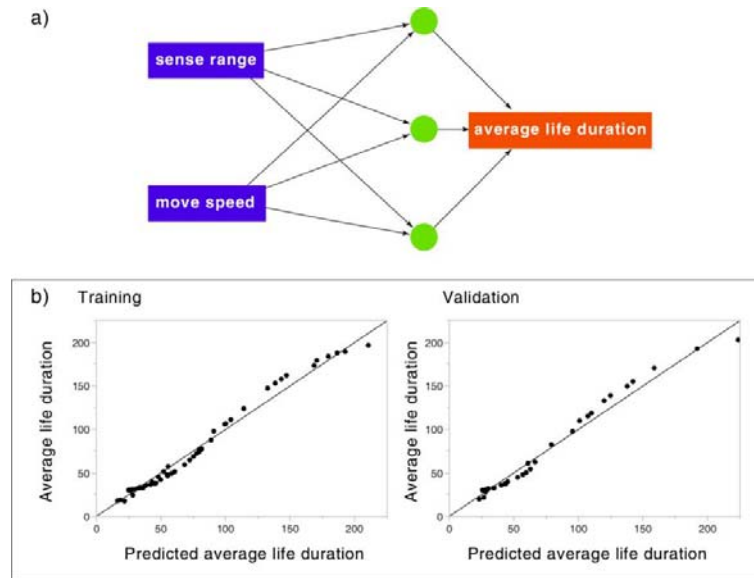 a)
sense range
average life duration
move speed
b) Training
Validation
Average life duration
200
150
100
50
0
0 50 100 150 200
Predicted average life duration
Average life duration
200
150
100
50
0
0 50 100 150 200
Predicted average life duration